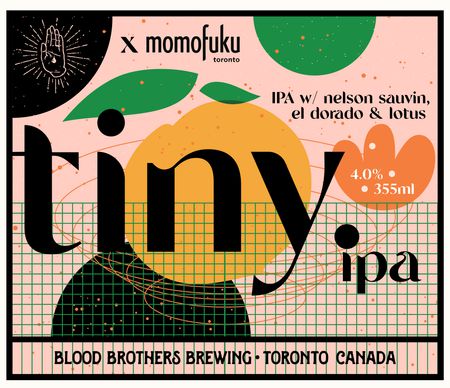 x momofuku
toronto
IPA w/ nelson sauvin,
el dorado & lotus
tiny
4.0%
355ml
ipa
BLOOD BROTHERS BREWING • TORONTO CANADA